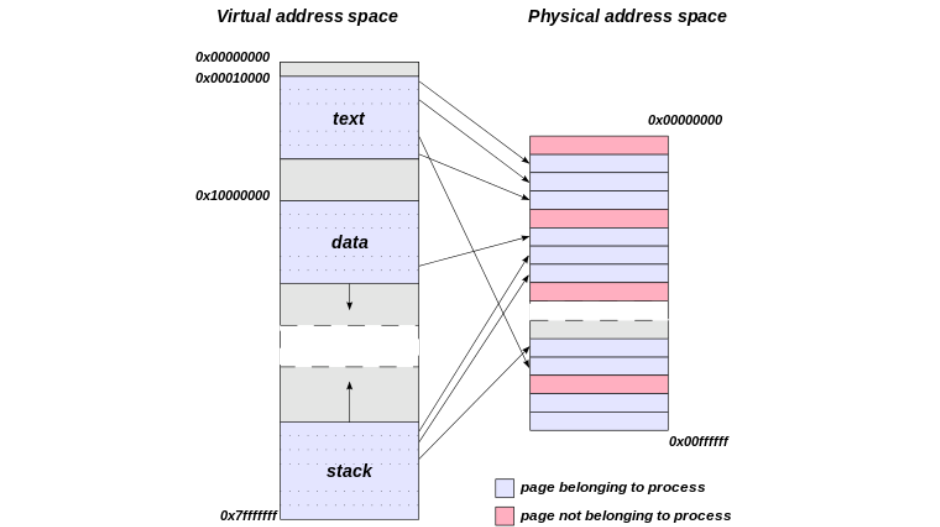 Virtual address space
Physical address space
0x00000000
0x00010000
text
0x10000000
data
stack
0x7fffffff
0x00000000
0x00ffffff
page belonging to process
page not belonging to process